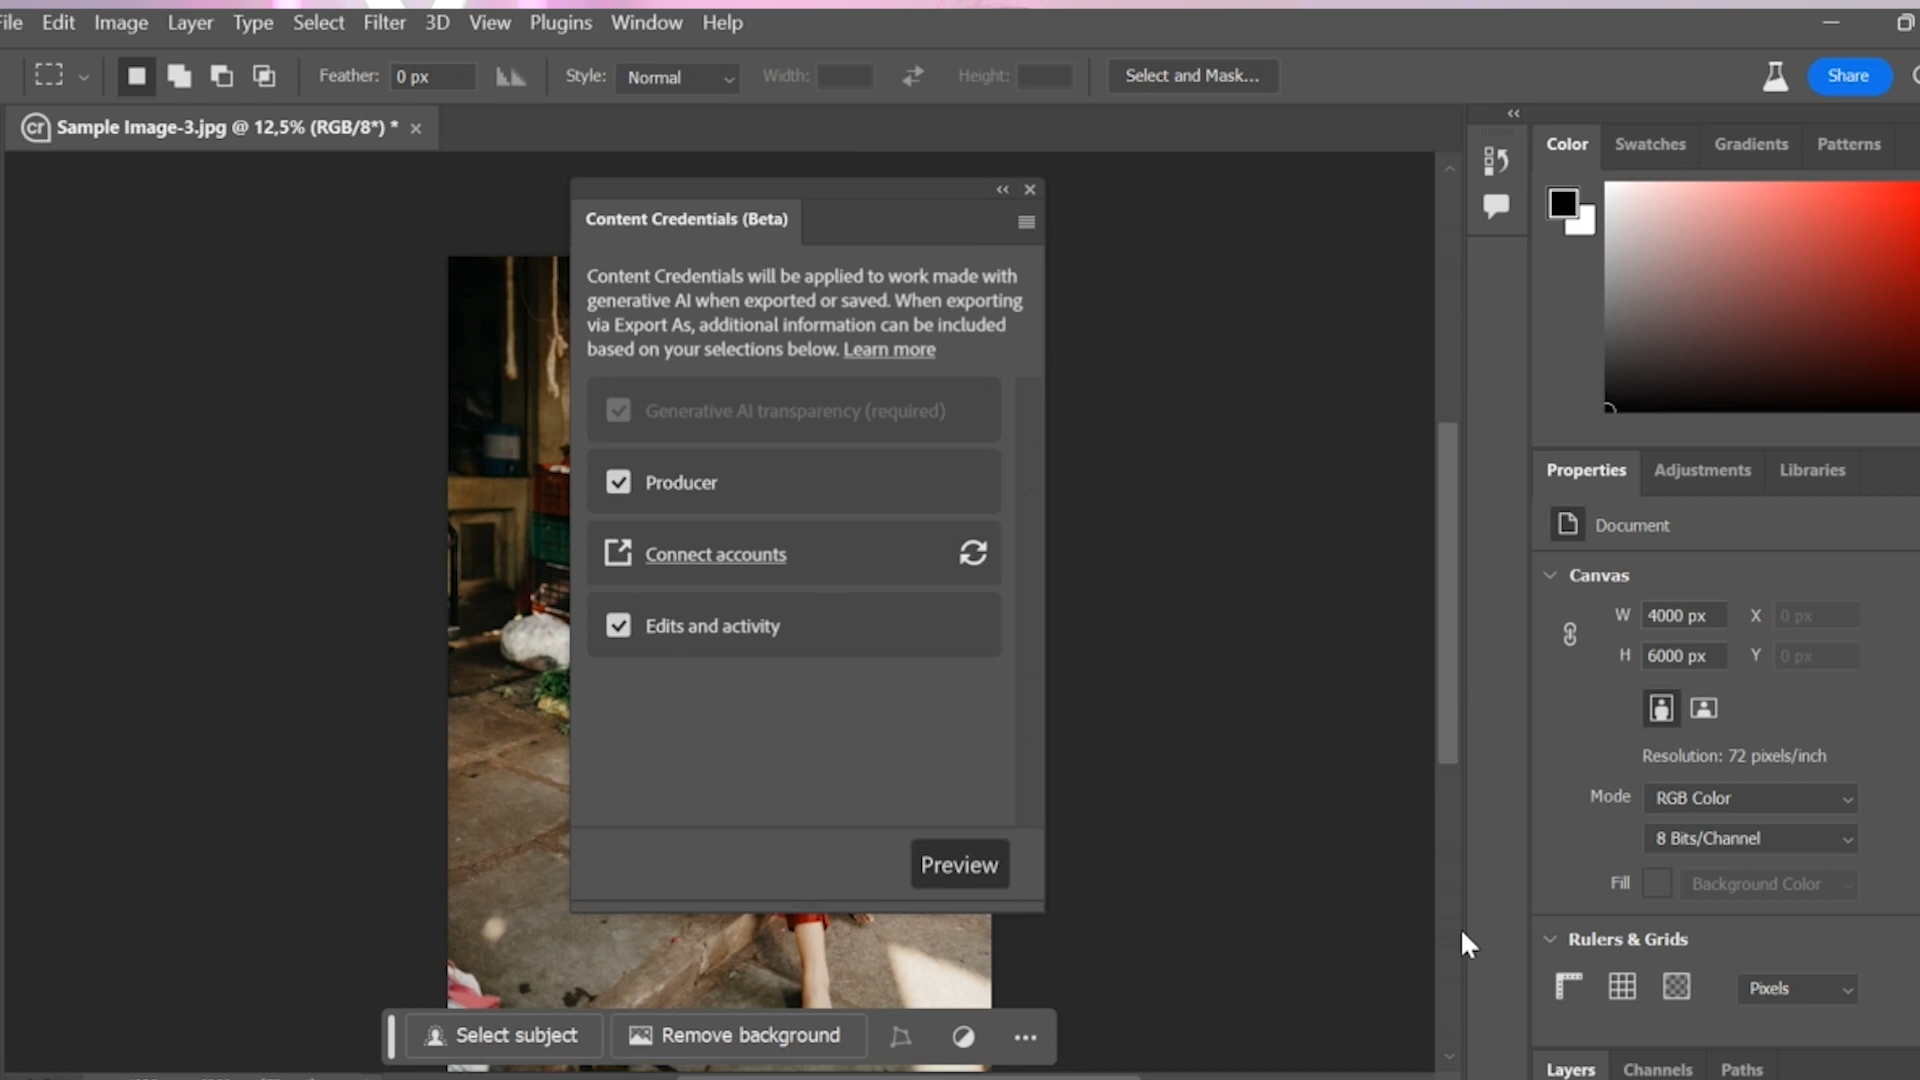 File Edit Image Layer Type Select Filter 3D View Plugins Window Help
Feather: 0 px Style: Normal Width: Height: Select and Mask... Share
cr Sample Image-3.jpg @ 12,5% (RGB/8*) *
Color Swatches Gradients Patterns
Content Credentials (Beta)
Content Credentials will be applied to work made with
generative AI when exported or saved. When exporting
via Export As, additional information can be included
based on your selections below. Learn more
Generative AI transparency (required)
Producer
Connect accounts
Edits and activity
Preview
Properties Adjustments Libraries
Document
Canvas
W 4000 px X 0 px
H 6000 px Y 0 px
Resolution: 72 pixels/inch
Mode RGB Color
8 Bits/Channel
Fill Background Color
Rulers & Grids
Pixels
Select subject Remove background
Layers Channels Paths